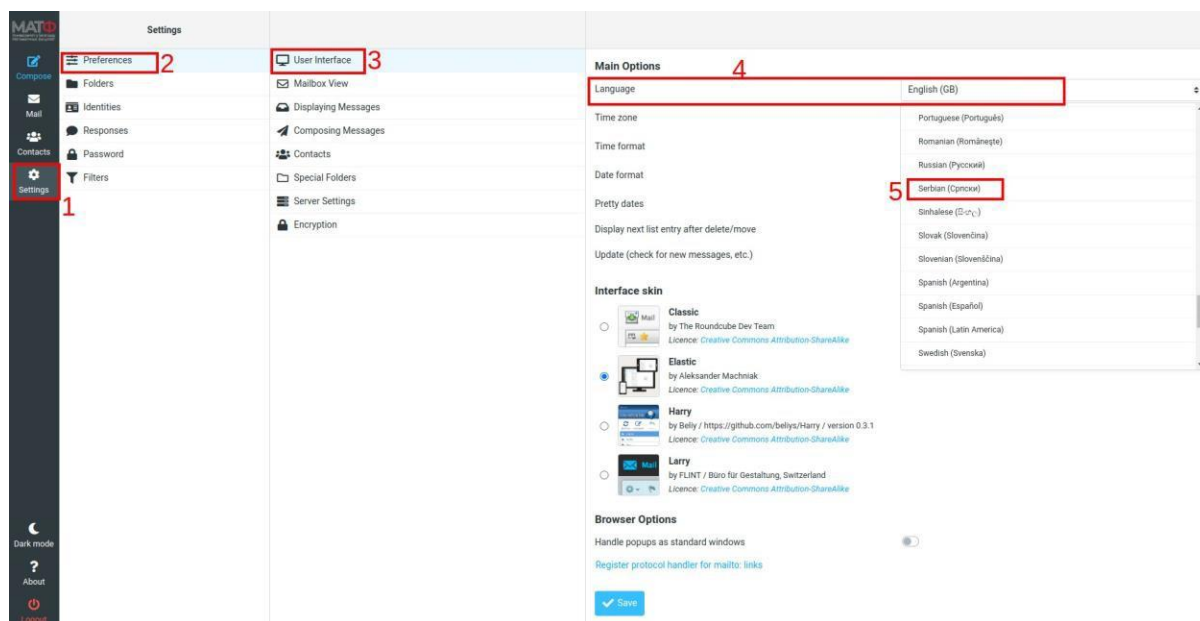 МАТФ
Compose
Mail
Contacts
Settings
1
Dark mode
?
About
Logout
Settings
Preferences
2
Folders
Identities
Responses
Password
Filters
User Interface
3
Mailbox View
Displaying Messages
Composing Messages
Contacts
Special Folders
Server Settings
Encryption
Main Options
4
Language English (GB)
Time zone
Time format
Date format
Pretty dates
Display next list entry after delete/move
Update (check for new messages, etc.)
Portuguese (Português)
Romanian (Româneşte)
Russian (Русский)
5
Serbian (Српски)
Sinhalese
Slovak (Slovenčina)
Slovenian (Slovenščina)
Spanish (Argentina)
Spanish (Español)
Spanish (Latin America)
Swedish (Svenska)
Interface skin
Mail
Classic
by The Roundcube Dev Team
Licence: Creative Commons Attribution-ShareAlike
Elastic
by Aleksander Machniak
Licence: Creative Commons Attribution-ShareAlike
Harry
by Beliy / https://github.com/beliys/Harry / version 0.3.1
Licence: Creative Commons Attribution-ShareAlike
Mail
Larry
by FLINT / Büro für Gestaltung, Switzerland
Licence: Creative Commons Attribution-ShareAlike
Browser Options
Handle popups as standard windows
Register protocol handler for mailto: links
Save